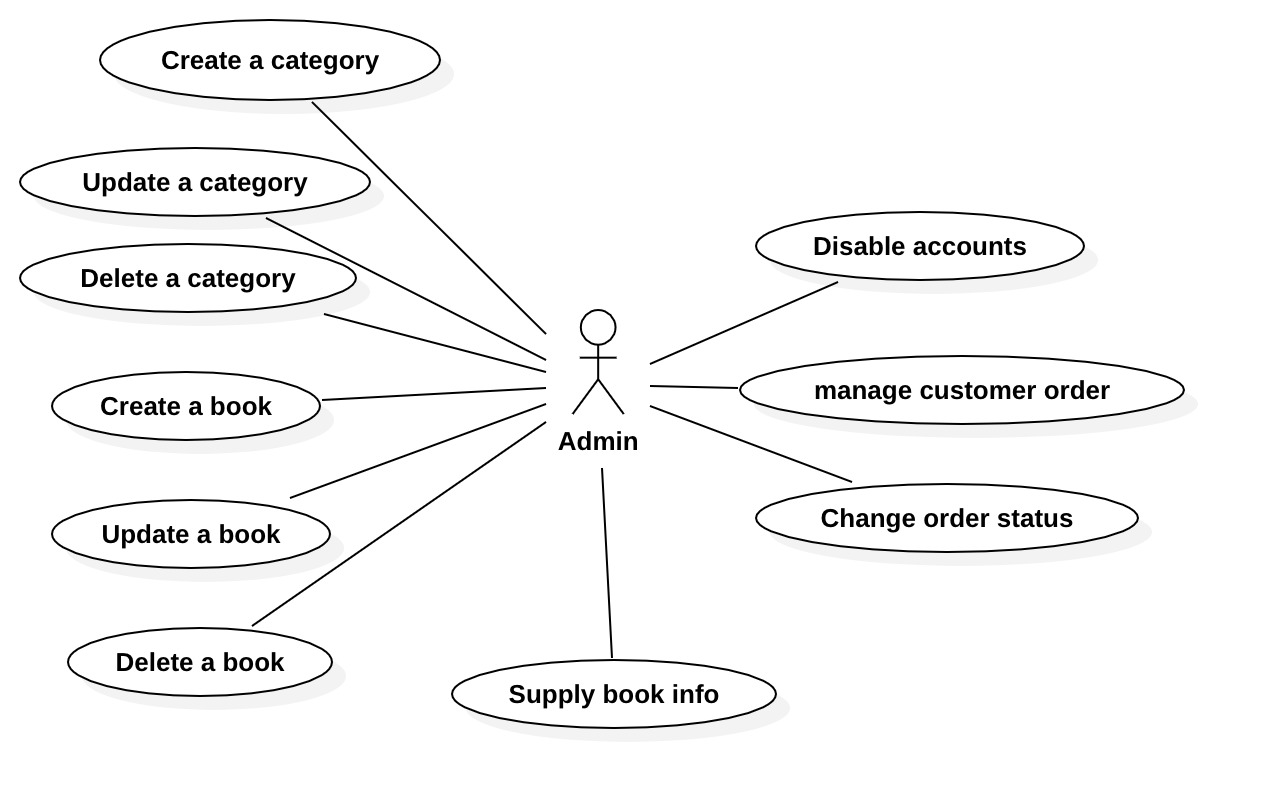 Create a category
Update a category
Delete a category
Create a book
Update a book
Delete a book
Admin
Supply book info
Disable accounts
manage customer order
Change order status